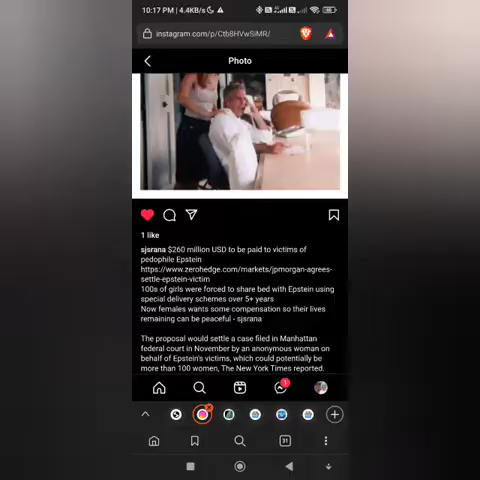 10:17 PM | 4.4KB/s
instagram.com/p/Ctb8HVwSiMR/
Photo
1 like
sjsrana $260 million USD to be paid to victims of
pedophile Epstein
https://www.zerohedge.com/markets/jpmorgan-agrees-
settle-epstein-victim
100s of girls were forced to share bed with Epstein using
special delivery schemes over 5+ years
Now females wants some compensation so their lives
remaining can be peaceful - sjsrana
The proposal would settle a case filed in Manhattan
federal court in November by an anonymous woman on
behalf of Epstein's victims, which could potentially be
more than 100 women, The New York Times reported.
1
31